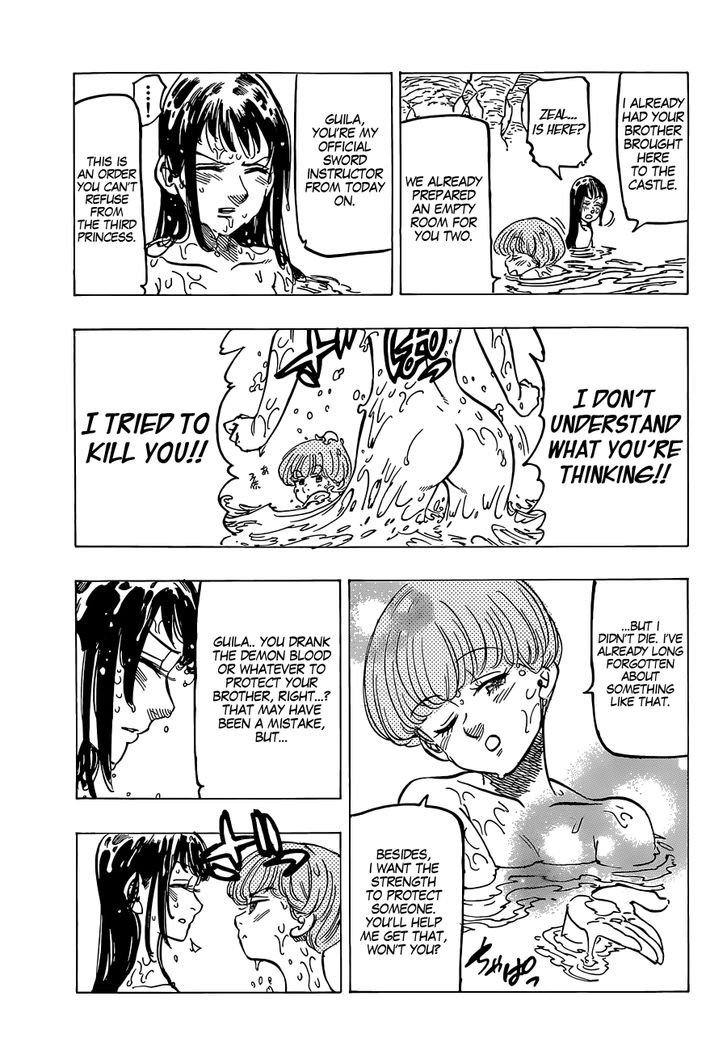 I ALREADY
HAD YOUR
BROTHER
BROUGHT
HERE
TO THE
CASTLE.
ZEAL...
IS HERE?
WE ALREADY
PREPARED
AN EMPTY
ROOM FOR
YOU TWO.
GUILA,
YOU'RE MY
OFFICIAL
SWORD
INSTRUCTOR
FROM TODAY
ON.
...!
THIS IS
AN ORDER
YOU CAN'T
REFUSE
FROM
THE THIRD
PRINCESS.
I DON'T
UNDERSTAND
WHAT YOU'RE
THINKING!!
I TRIED TO
KILL YOU!!
...BUT I
DIDN'T DIE. I'VE
ALREADY LONG
FORGOTTEN
ABOUT
SOMETHING
LIKE THAT.
BESIDES,
I WANT THE
STRENGTH
TO PROTECT
SOMEONE.
YOU'LL HELP
ME GET THAT,
WON'T YOU?
GUILA.. YOU DRANK
THE DEMON BLOOD
OR WHATEVER TO
PROTECT YOUR
BROTHER, RIGHT...?
THAT MAY HAVE
BEEN A MISTAKE,
BUT...